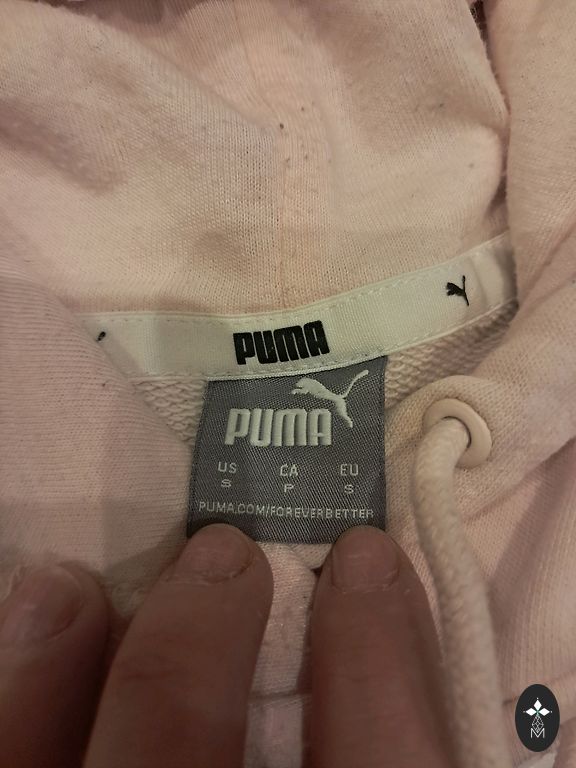 PUMA
PUMA
US CA EU
S P S
PUMA.COM/FOREVERBETTER
M